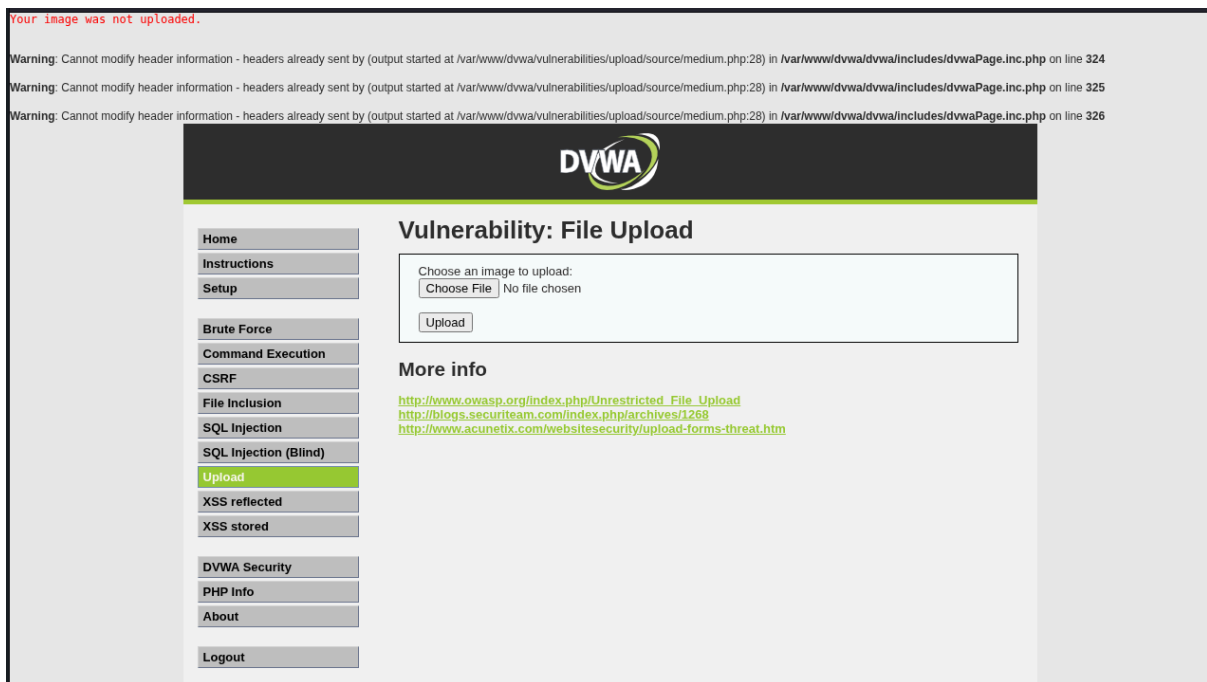 Your image was not uploaded.
Warning: Cannot modify header information - headers already sent by (output started at /var/www/dvwa/vulnerabilities/upload/source/medium.php:28) in /var/www/dvwa/dvwa/includes/dvwaPage.inc.php on line 324
Warning: Cannot modify header information - headers already sent by (output started at /var/www/dvwa/vulnerabilities/upload/source/medium.php:28) in /var/www/dvwa/dvwa/includes/dvwaPage.inc.php on line 325
Warning: Cannot modify header information - headers already sent by (output started at /var/www/dvwa/vulnerabilities/upload/source/medium.php:28) in /var/www/dvwa/dvwa/includes/dvwaPage.inc.php on line 326
DVWA
Home
Instructions
Setup
Brute Force
Command Execution
CSRF
File Inclusion
SQL Injection
SQL Injection (Blind)
Upload
XSS reflected
XSS stored
DVWA Security
PHP Info
About
Logout
Vulnerability: File Upload
Choose an image to upload:
Choose File No file chosen
Upload
More info
http://www.owasp.org/index.php/Unrestricted_File_Upload
http://blogs.securiteam.com/index.php/archives/1268
http://www.acunetix.com/websitesecurity/upload-forms-threat.htm